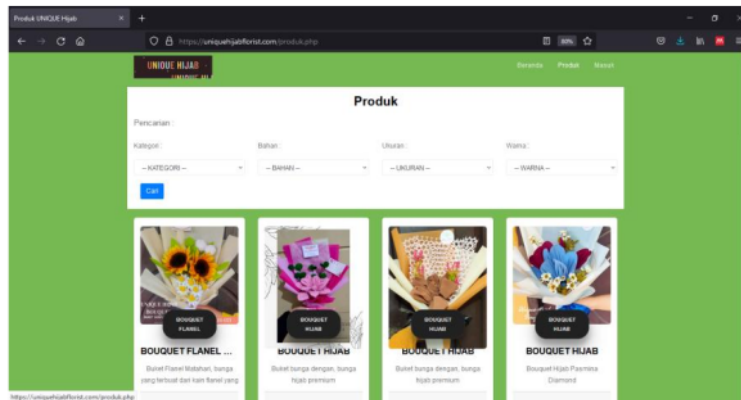 Produk UNIQUE Hijab
https://uniquehijabflorist.com/produk.php
80%
UNIQUE HIJAB
Beranda Produk Masuk
Produk
Pencarian :
Kategori : Bahan : Ukuran : Warna :
-- KATEGORI -- -- BAHAN -- -- UKURAN -- -- WARNA --
Cari
BOUQUET FLANEL
BOUQUET HIJAB
BOUQUET HIJAB
BOUQUET HIJAB
BOUQUET FLANEL ...
BOUQUET HIJAB
BOUQUET HIJAB
BOUQUET HIJAB
Buket Flanel Matahari, bunga
yang terbuat dari kain flanel yang
Buket bunga dengan, bunga
hijab premium
Buket bunga dengan, bunga
hijab premium
Bouquet Hijab Pasmina
Diamond
https://uniquehijabflorist.com/produk.php